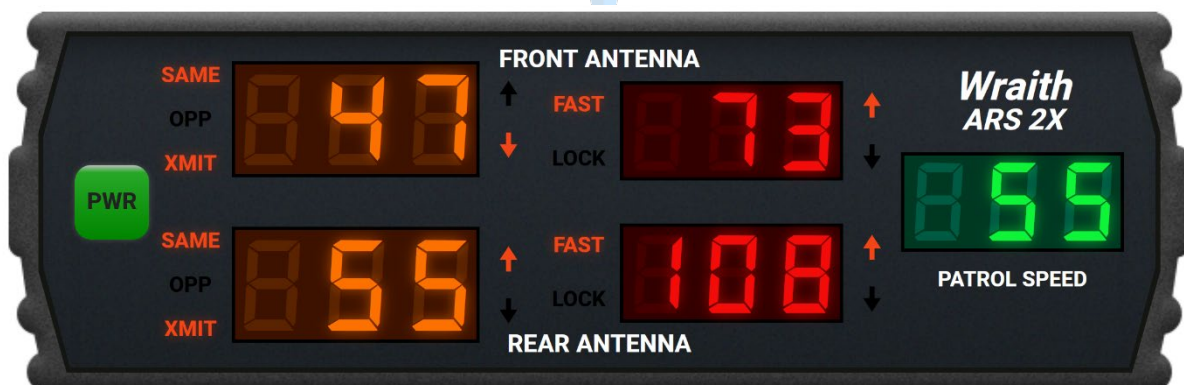 FRONT ANTENNA
SAME
OPP
XMIT
47
FAST
LOCK
73
Wraith
ARS 2X
PWR
55
PATROL SPEED
SAME
OPP
XMIT
55
FAST
LOCK
108
REAR ANTENNA